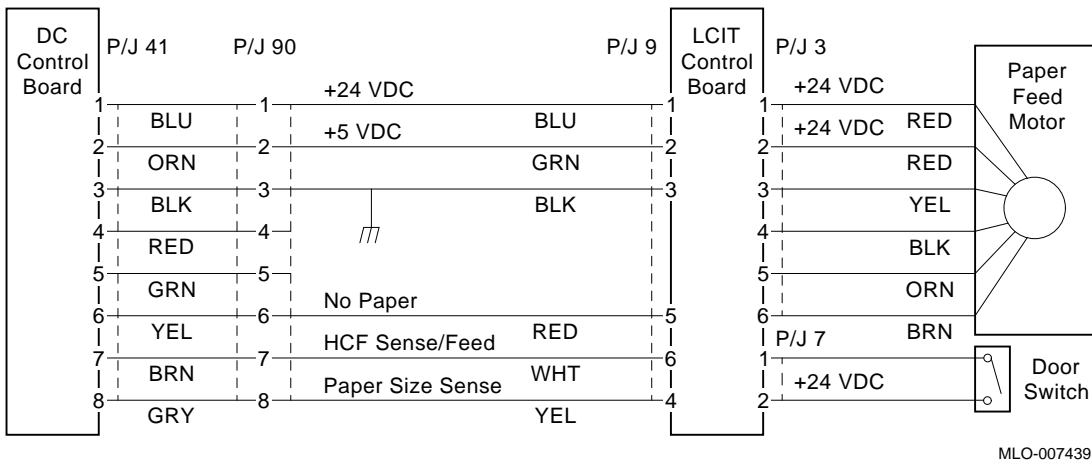 DC
Control
Board
P/J 41
P/J 90
P/J 9
LCIT
Control
Board
P/J 3
Paper
Feed
Motor
1 BLU 1 +24 VDC BLU 1
2 ORN 2 +5 VDC GRN 2
3 BLK 3 BLK 3
4 RED 4
5 GRN 5
6 YEL 6 No Paper RED 5
7 BRN 7 HCF Sense/Feed WHT 6
8 GRY 8 Paper Size Sense YEL 4
1 +24 VDC RED
2 +24 VDC RED
3 YEL
4 BLK
5 ORN
6 BRN
P/J 7
1
2 +24 VDC
Door
Switch
MLO-007439